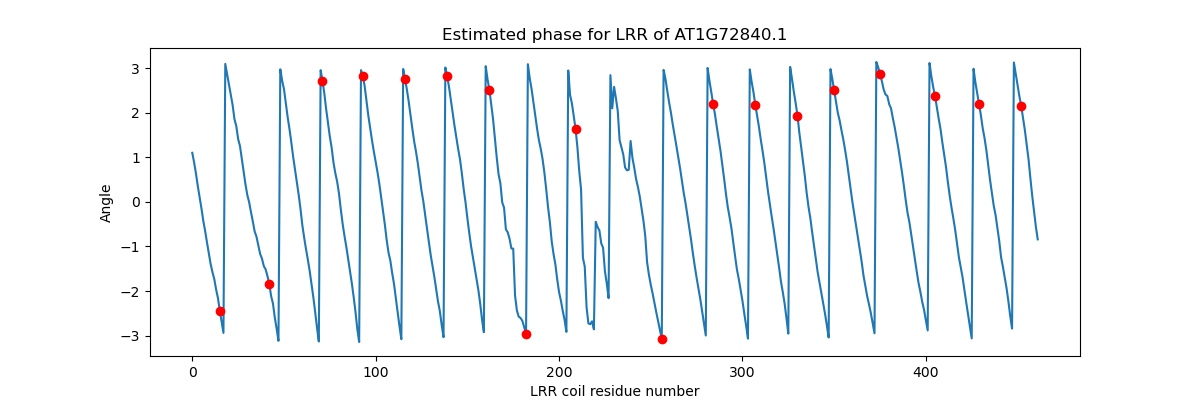 Estimated phase for LRR of AT1G72840.1
3
2
1
0
−1
−2
−3
Angle
0 100 200 300 400
LRR coil residue number